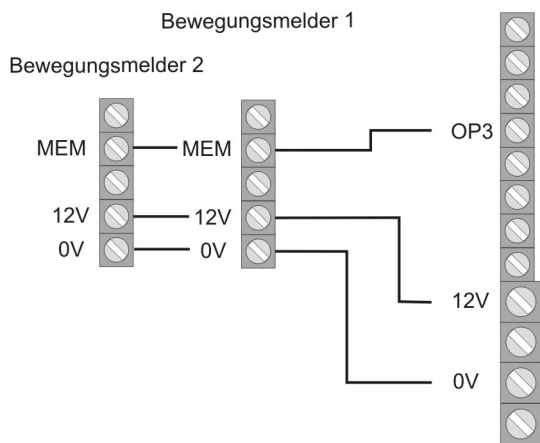 Bewegungsmelder 1
Bewegungsmelder 2
MEM
MEM
OP3
12V
12V
0V
0V
12V
0V